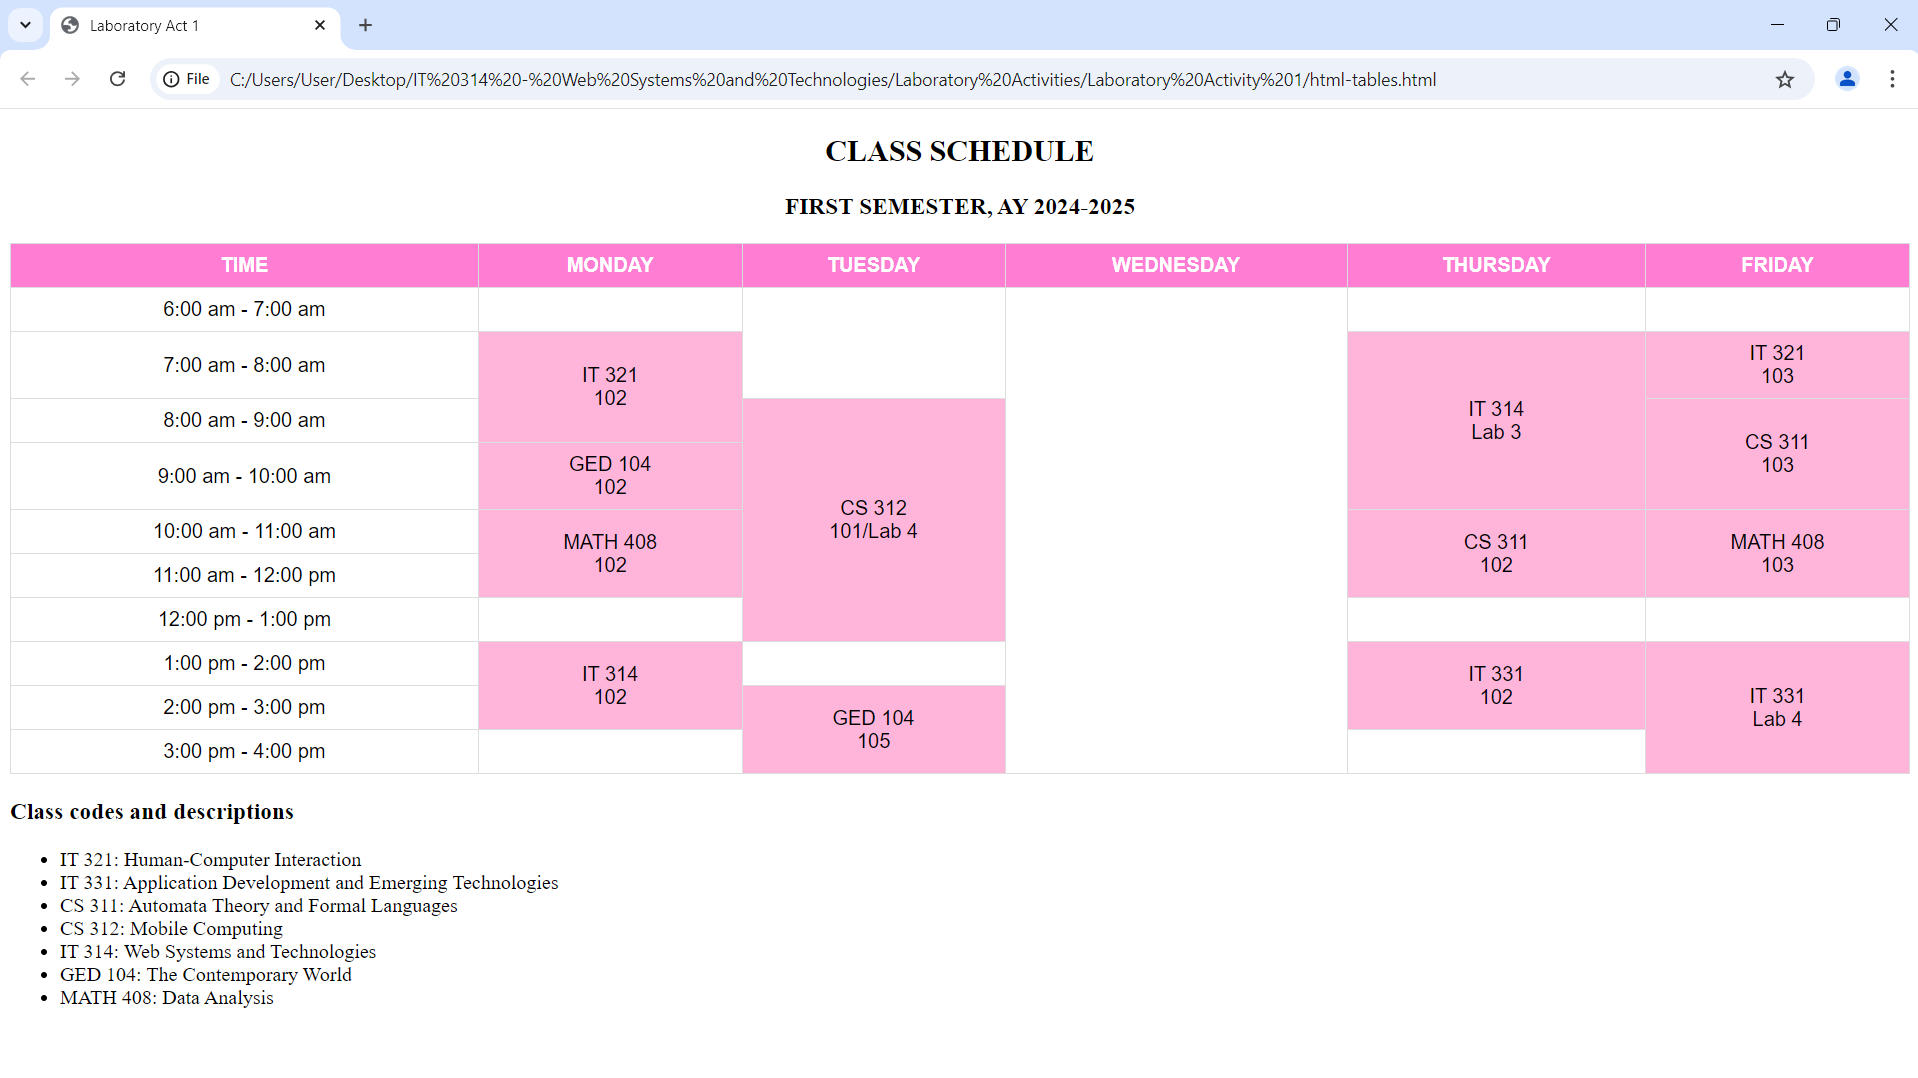 Laboratory Act 1
File
C:/Users/User/Desktop/IT%20314%20-%20Web%20Systems%20and%20Technologies/Laboratory%20Activities/Laboratory%20Activity%201/html-tables.html
CLASS SCHEDULE
FIRST SEMESTER, AY 2024-2025
TIME MONDAY TUESDAY WEDNESDAY THURSDAY FRIDAY
6:00 am - 7:00 am
7:00 am - 8:00 am
8:00 am - 9:00 am
9:00 am - 10:00 am
10:00 am - 11:00 am
11:00 am - 12:00 pm
12:00 pm - 1:00 pm
1:00 pm - 2:00 pm
2:00 pm - 3:00 pm
3:00 pm - 4:00 pm
IT 321
102
GED 104
102
MATH 408
102
IT 314
102
CS 312
101/Lab 4
GED 104
105
IT 314
Lab 3
CS 311
102
IT 331
102
IT 321
103
CS 311
103
MATH 408
103
IT 331
Lab 4
Class codes and descriptions
• IT 321: Human-Computer Interaction
• IT 331: Application Development and Emerging Technologies
• CS 311: Automata Theory and Formal Languages
• CS 312: Mobile Computing
• IT 314: Web Systems and Technologies
• GED 104: The Contemporary World
• MATH 408: Data Analysis